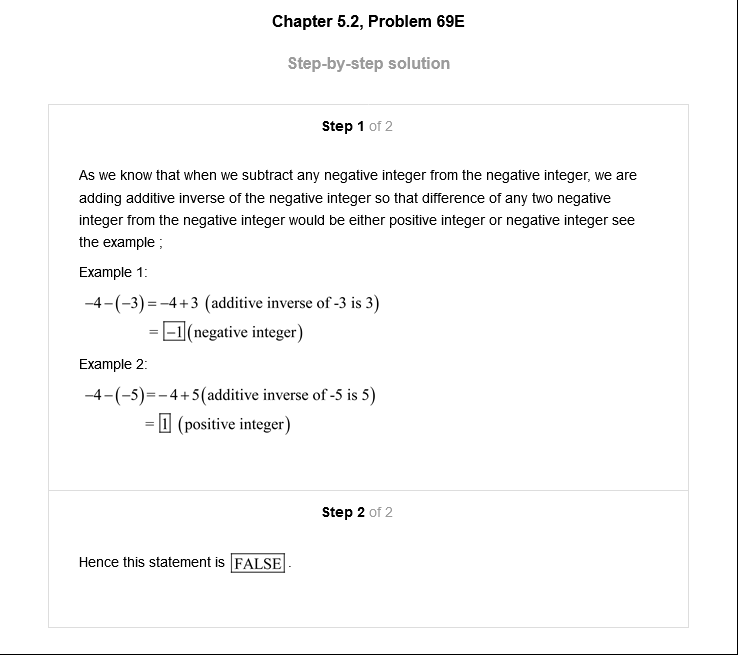 Chapter 5.2, Problem 69E
Step-by-step solution
Step 1 of 2
As we know that when we subtract any negative integer from the negative integer, we are
adding additive inverse of the negative integer so that difference of any two negative
integer from the negative integer would be either positive integer or negative integer see
the example ;
Example 1:
−4−(−3)=−4+3 (additive inverse of -3 is 3)
= −1 (negative integer)
Example 2:
−4−(−5)=−4+5(additive inverse of -5 is 5)
= 1 (positive integer)
Step 2 of 2
Hence this statement is FALSE .